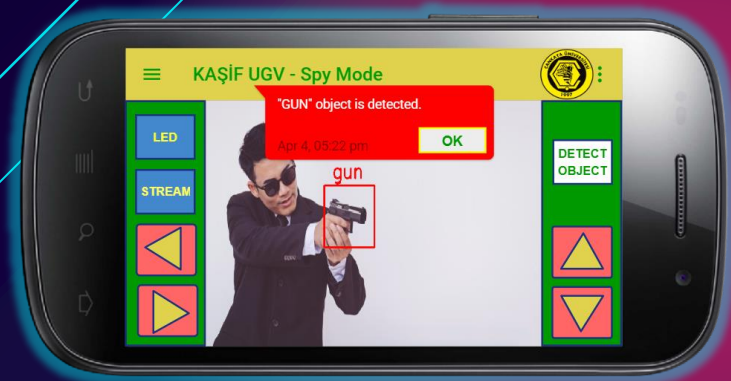 KAŞİF UGV - Spy Mode
"GUN" object is detected.
Apr 4, 05:22 pm
OK
LED
STREAM
gun
DETECT
OBJECT